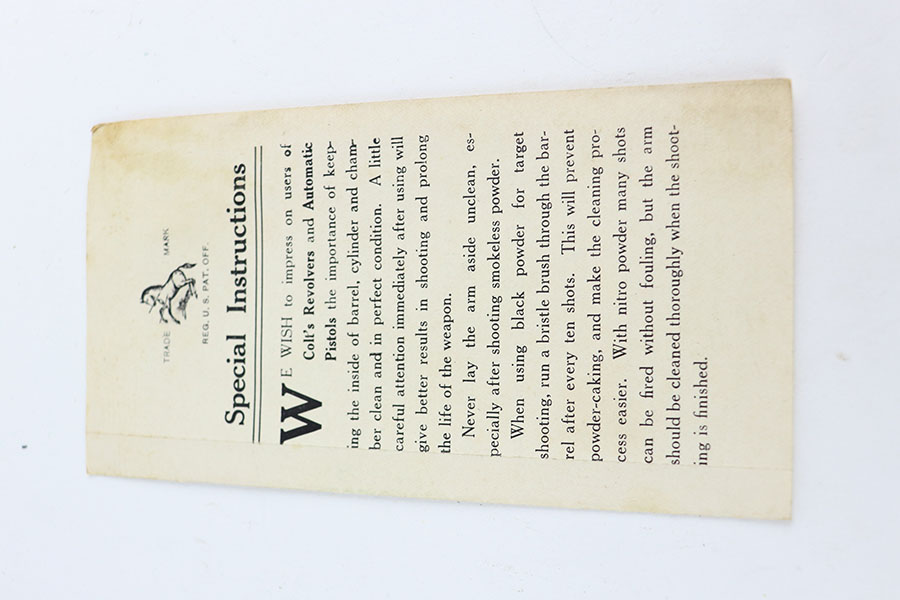 TRADE MARK
REG. U. S. PAT. OFF.
Special Instructions
WE WISH to impress on users of
Colt's Revolvers and Automatic
Pistols the importance of keep-
ing the inside of barrel, cylinder and cham-
ber clean and in perfect condition. A little
careful attention immediately after using will
give better results in shooting and prolong
the life of the weapon.
Never lay the arm aside unclean, es-
pecially after shooting smokeless powder.
When using black powder for target
shooting, run a bristle brush through the bar-
rel after every ten shots. This will prevent
powder-caking, and make the cleaning pro-
cess easier. With nitro powder many shots
can be fired without fouling, but the arm
should be cleaned thoroughly when the shoot-
ing is finished.